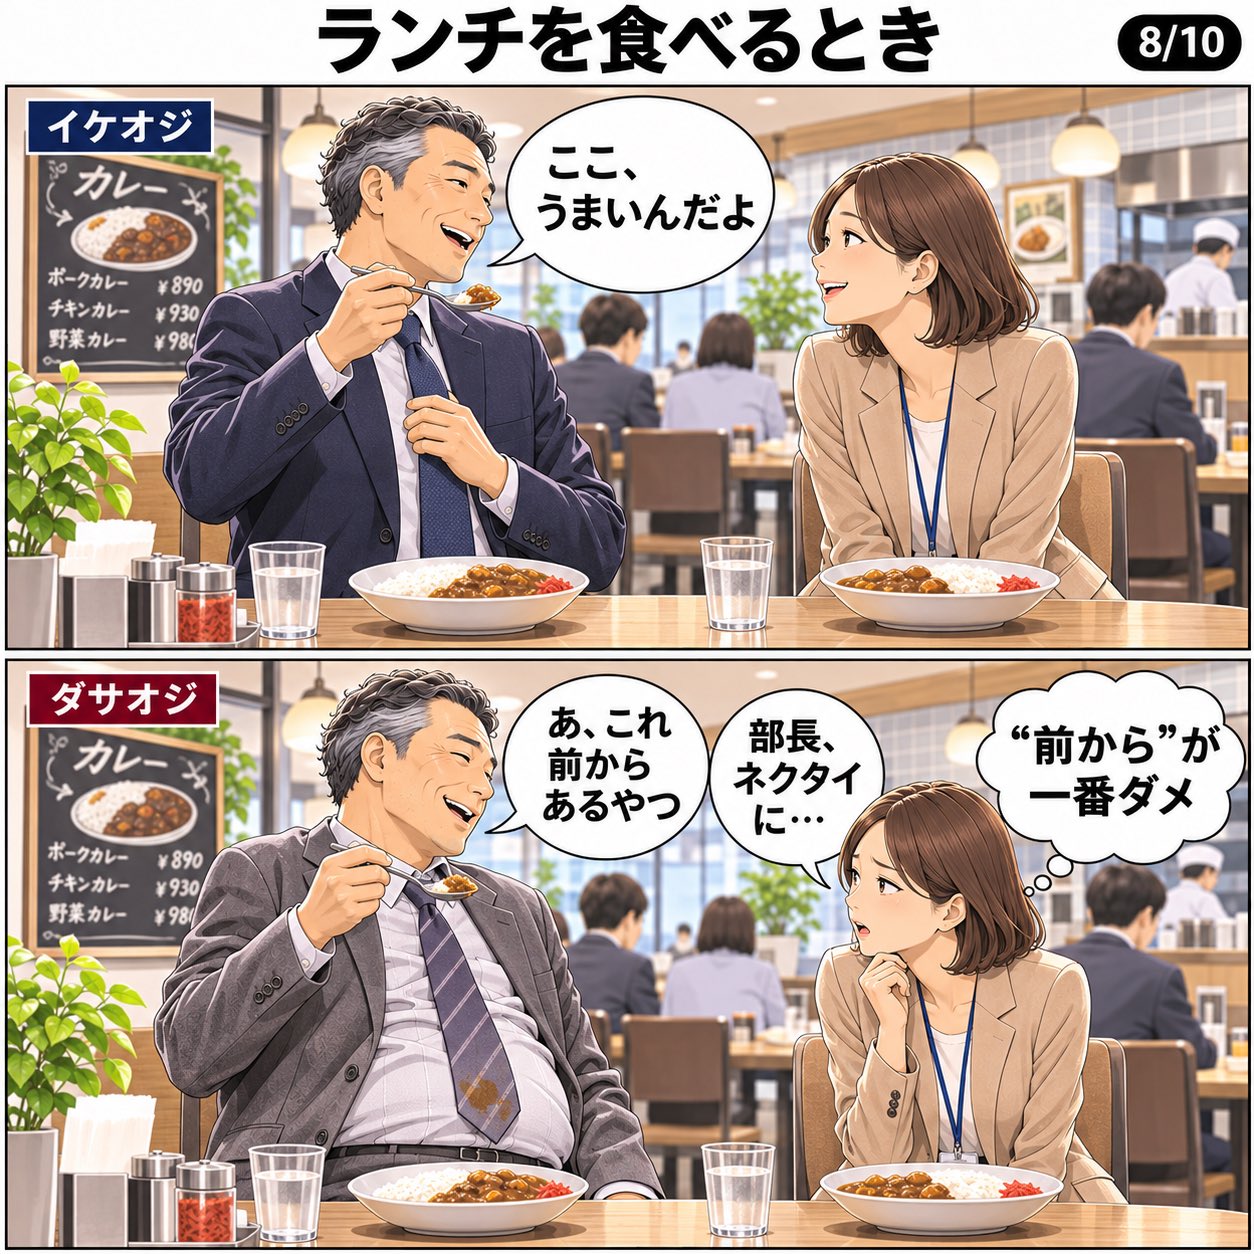 ランチを食べるとき
8/10
イケオジ
カレー
ポークカレー ¥890
チキンカレー ¥930
野菜カレー ¥980
ここ、
うまいんだよ
ダサオジ
カレー
ポークカレー ¥890
チキンカレー ¥930
野菜カレー ¥980
あ、これ
前から
あるやつ
部長、
ネクタイ
に…
“前から”が
一番ダメ